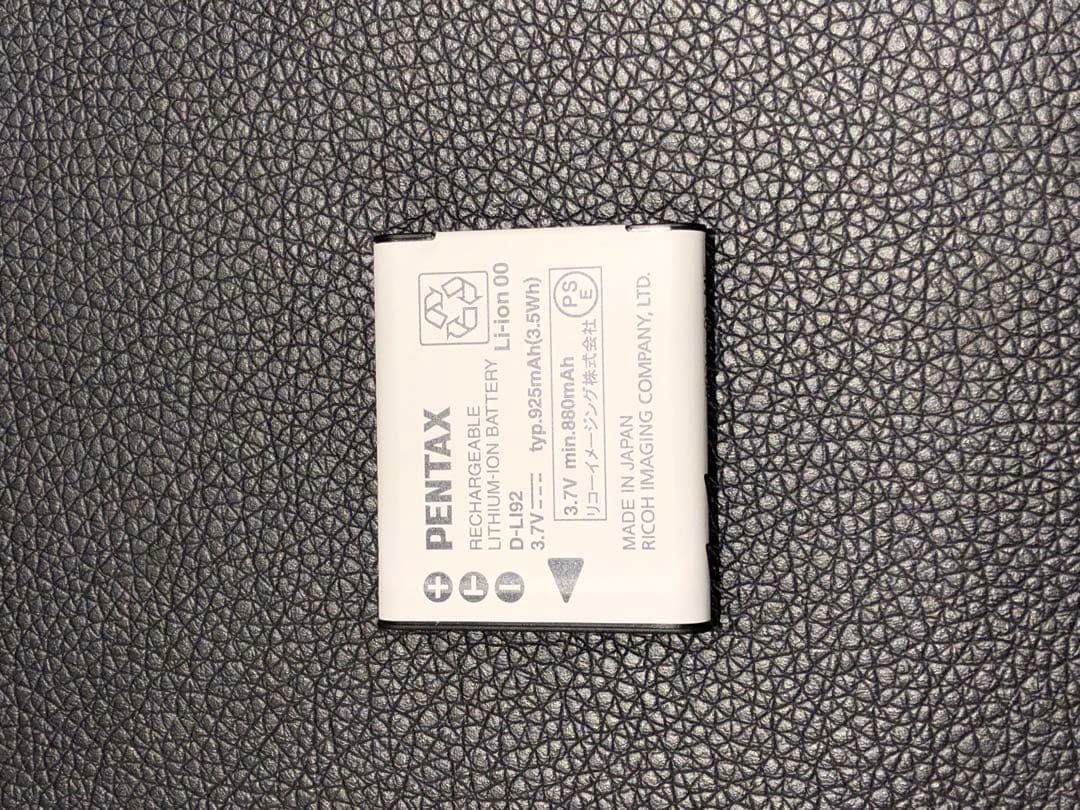 PENTAX
RECHARGEABLE
LITHIUM-ION BATTERY
D-LI92
Li-ion 00
3.7V⎓ typ.925mAh(3.5Wh)
3.7V min.880mAh
リコーイメージング株式会社
PS
E
MADE IN JAPAN
RICOH IMAGING COMPANY, LTD.